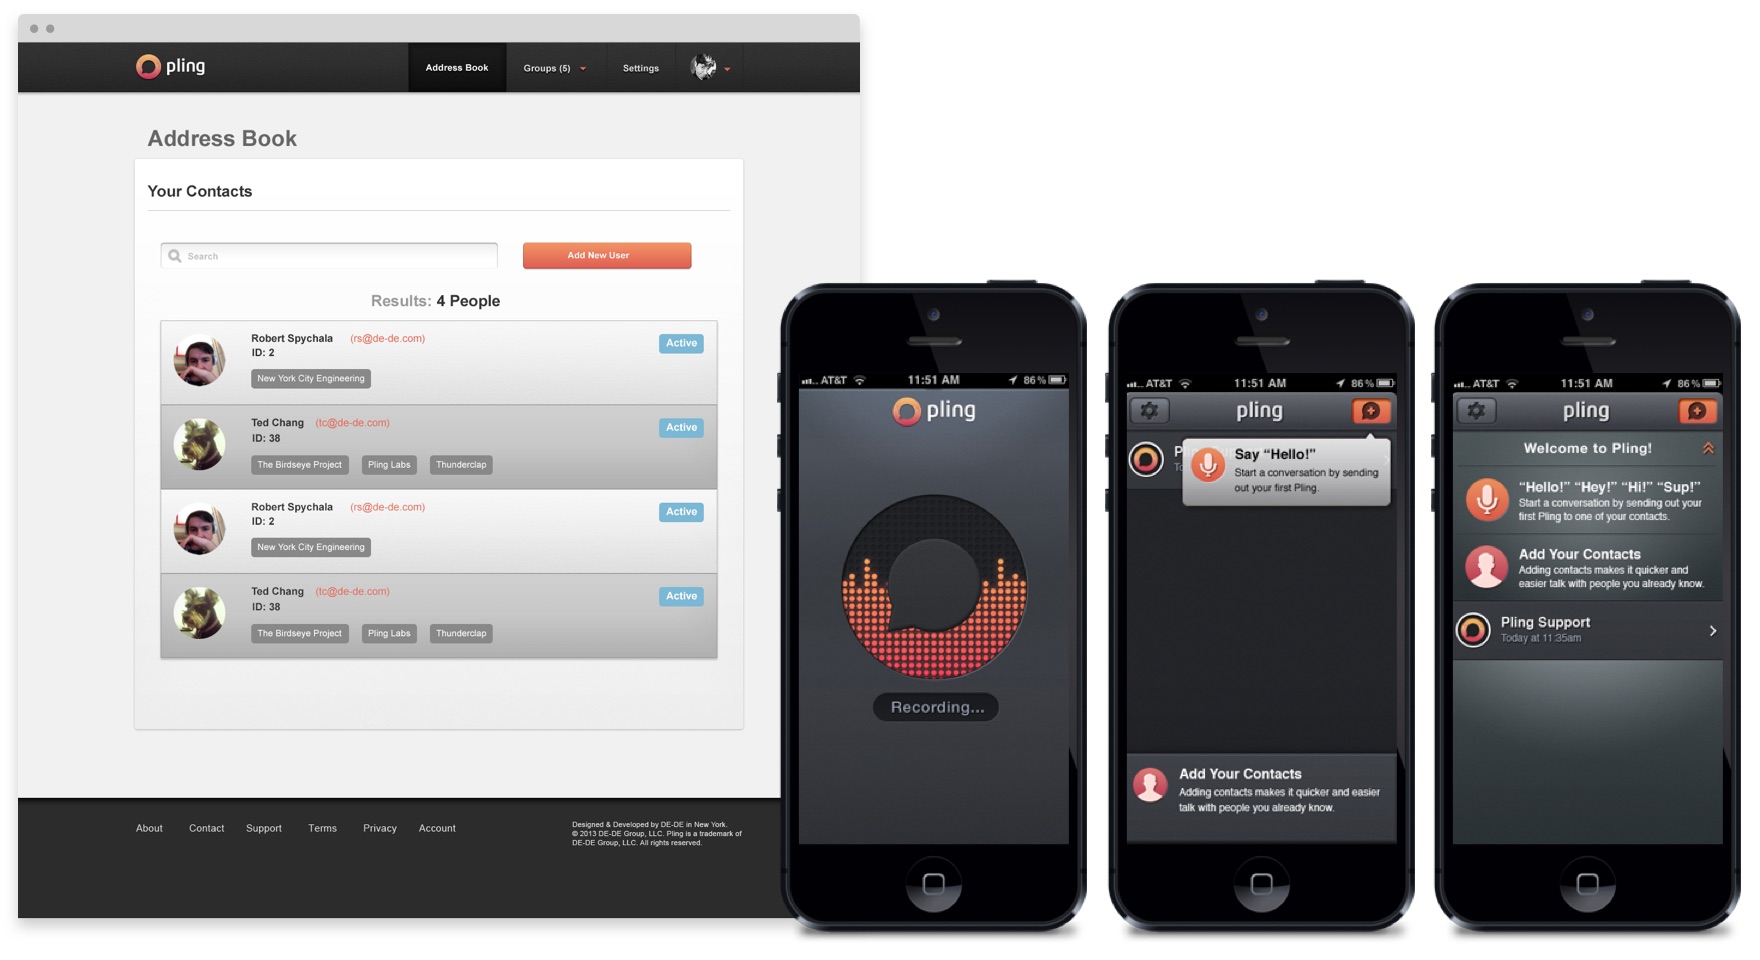 pling
Address Book
Groups (5)
Settings
Address Book
Your Contacts
Search
Add New User
Results: 4 People
Robert Spychala (rs@de-de.com)
Active
ID: 2
New York City Engineering
Ted Chang (tc@de-de.com)
Active
ID: 38
The Birdseye Project Pling Labs Thunderclap
Robert Spychala (rs@de-de.com)
Active
ID: 2
New York City Engineering
Ted Chang (tc@de-de.com)
Active
ID: 38
The Birdseye Project Pling Labs Thunderclap
About Contact Support Terms Privacy Account
Designed & Developed by DE-DE in New York.
© 2013 DE-DE Group, LLC. Pling is a trademark of
DE-DE Group, LLC. All rights reserved.
AT&T 11:51 AM 86%
pling
Recording...
AT&T 11:51 AM 86%
pling
Say “Hello!”
Start a conversation by sending
out your first Pling.
Add Your Contacts
Adding contacts makes it quicker and easier
talk with people you already know.
AT&T 11:51 AM 86%
pling
Welcome to Pling!
“Hello!” “Hey!” “Hi!” “Sup!”
Start a conversation by sending out your
first Pling to one of your contacts.
Add Your Contacts
Adding contacts makes it quicker and
easier talk with people you already know.
Pling Support
Today at 11:35am